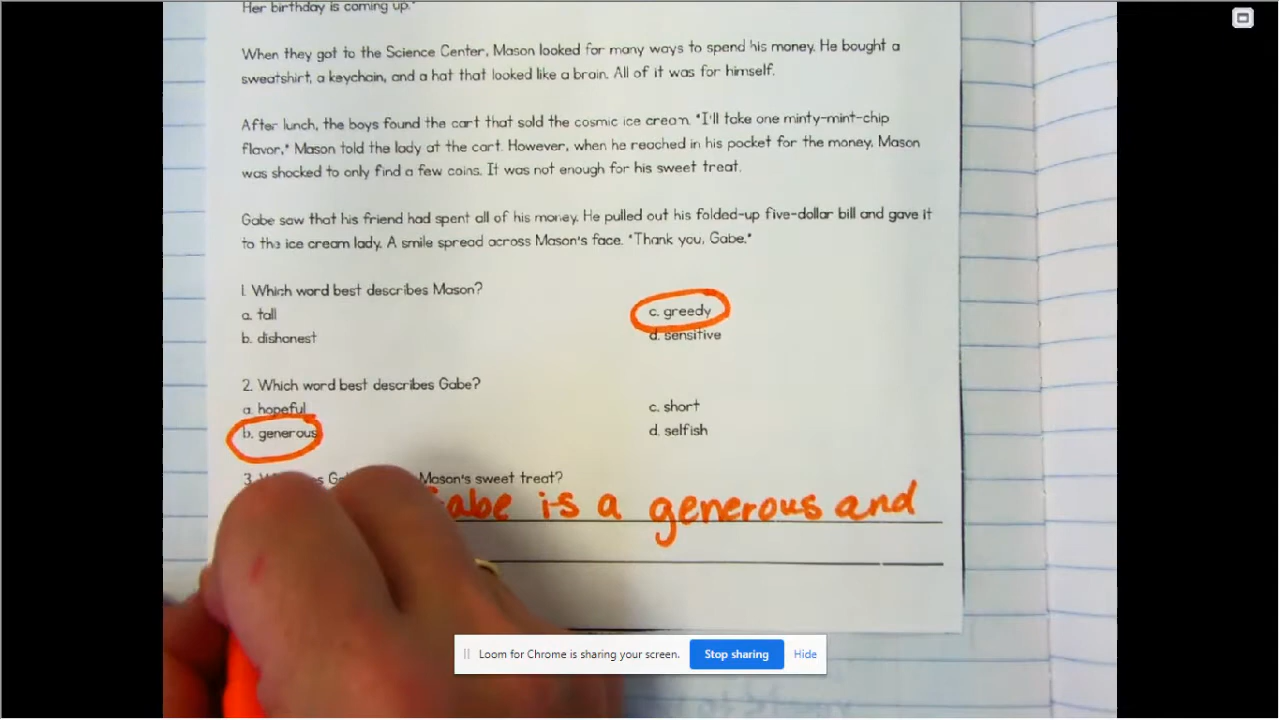 Her birthday is coming up."
When they got to the Science Center, Mason looked for many ways to spend his money. He bought a
sweatshirt, a keychain, and a hat that looked like a brain. All of it was for himself.
After lunch, the boys found the cart that sold the cosmic ice cream. "I'll take one minty-mint-chip
flavor," Mason told the lady at the cart. However, when he reached in his pocket for the money, Mason
was shocked to only find a few coins. It was not enough for his sweet treat.
Gabe saw that his friend had spent all of his money. He pulled out his folded-up five-dollar bill and gave it
to the ice cream lady. A smile spread across Mason's face. "Thank you, Gabe."
1. Which word best describes Mason?
a. tall
b. dishonest
c. greedy
d. sensitive
2. Which word best describes Gabe?
a. hopeful
b. generous
c. short
d. selfish
3. Mason's sweet treat?
Gabe is a generous and
Loom for Chrome is sharing your screen. Stop sharing Hide